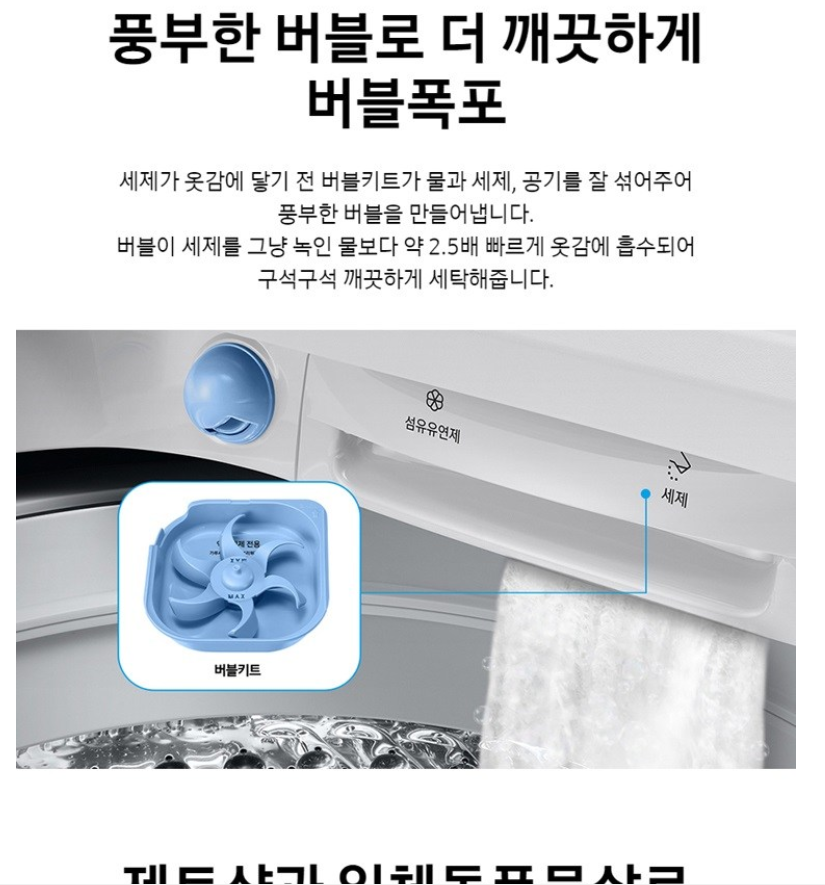 풍부한 버블로 더 깨끗하게
버블폭포
세제가 옷감에 닿기 전 버블키트가 물과 세제, 공기를 잘 섞어주어
풍부한 버블을 만들어냅니다.
버블이 세제를 그냥 녹인 물보다 약 2.5배 빠르게 옷감에 흡수되어
구석구석 깨끗하게 세탁해줍니다.
섬유유연제
세제
전용
MAX
버블키트